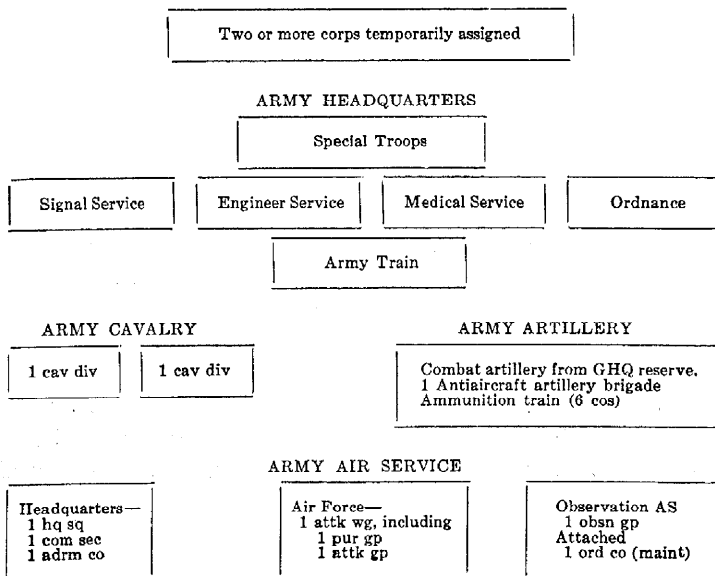 Two or more corps temporarily assigned
ARMY HEADQUARTERS
Special Troops
Signal Service
Engineer Service
Medical Service
Ordnance
Army Train
ARMY CAVALRY
1 cav div
1 cav div
ARMY ARTILLERY
Combat artillery from GHQ reserve.
1 Antiaircraft artillery brigade
Ammunition train (6 cos)
ARMY AIR SERVICE
Headquarters—
1 hq sq
1 com sec
1 adrm co
Air Force—
1 attk wg, including
1 pur gp
1 attk gp
Observation AS
1 obsn gp
Attached
1 ord co (maint)